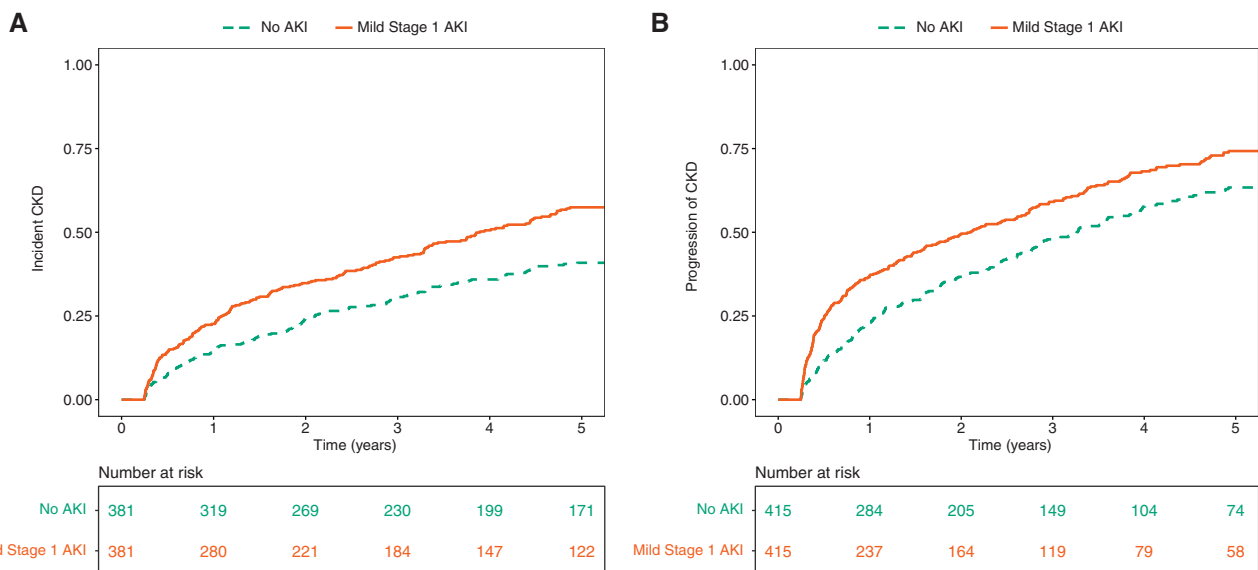 A
No AKI Mild Stage 1 AKI
Incident CKD
1.00
0.75
0.50
0.25
0.00
0 1 2 3 4 5
Time (years)
Number at risk
No AKI 381 319 269 230 199 171
Stage 1 AKI 381 280 221 184 147 122
B
No AKI Mild Stage 1 AKI
Progression of CKD
1.00
0.75
0.50
0.25
0.00
0 1 2 3 4 5
Time (years)
Number at risk
No AKI 415 284 205 149 104 74
Mild Stage 1 AKI 415 237 164 119 79 58